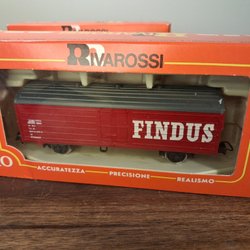 RIVAROSSI
FINDUS
ACCURATEZZA • PRECISIONE • REALISMO